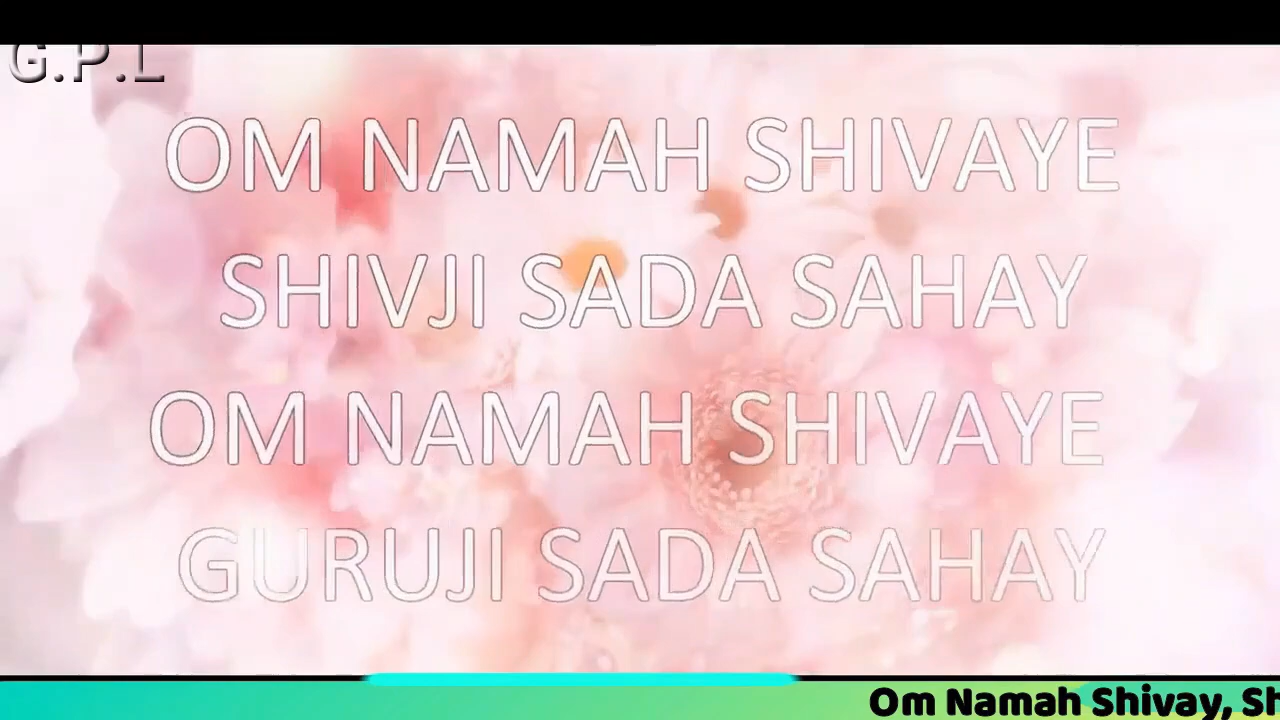 G.P.L
OM NAMAH SHIVAYE
SHIVJI SADA SAHAY
OM NAMAH SHIVAYE
GURUJI SADA SAHAY
Om Namah Shivay,